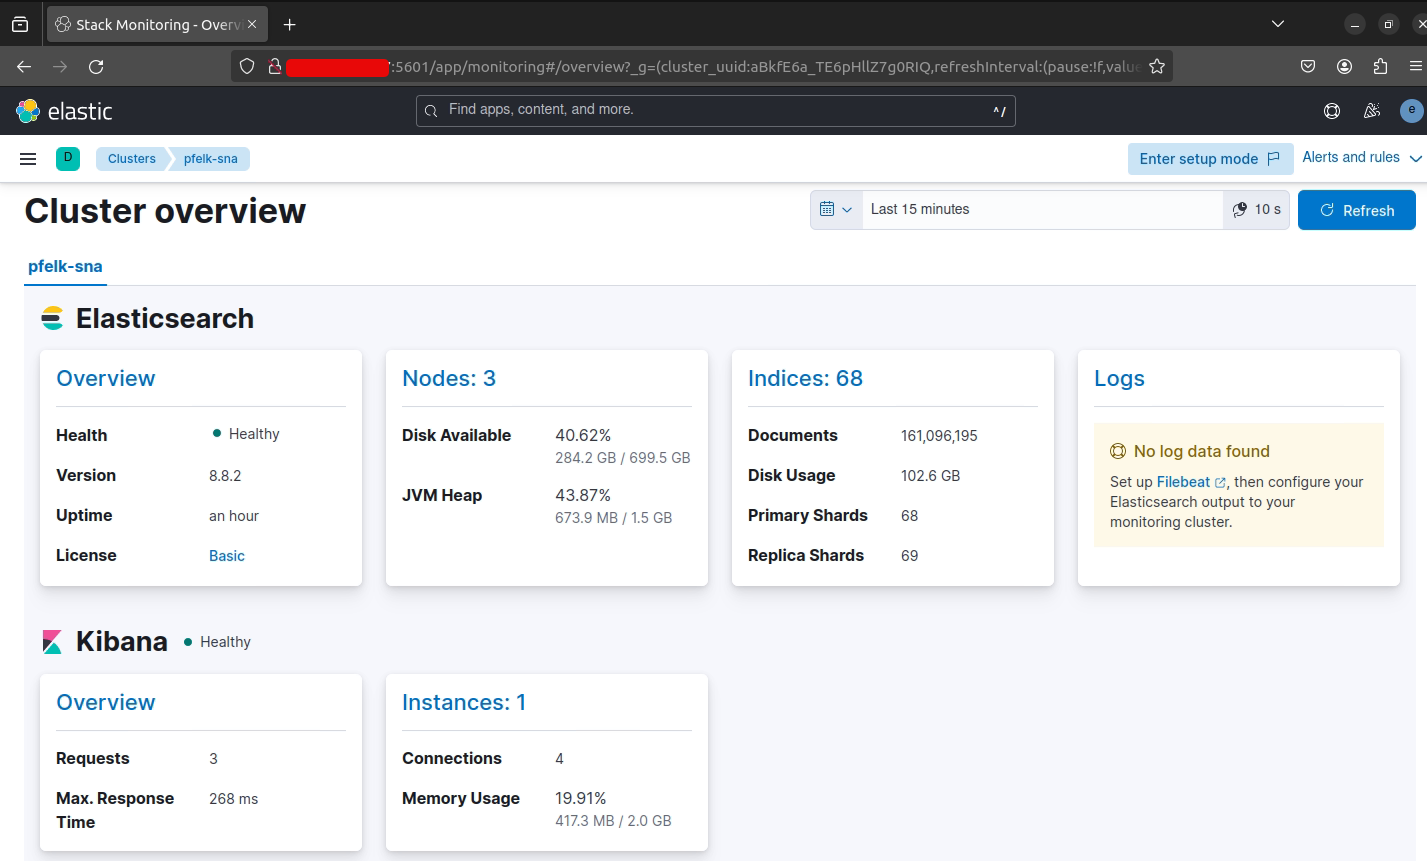 Stack Monitoring - Overv
:5601/app/monitoring#/overview?_g=(cluster_uuid:aBkfE6a_TE6pHllZ7g0RIQ,refreshInterval:(pause:!f,value
elastic
Find apps, content, and more.
^/
e
D
Clusters
pfelk-sna
Enter setup mode
Alerts and rules
Cluster overview
Last 15 minutes
10 s
Refresh
pfelk-sna
Elasticsearch
Overview
Health Healthy
Version 8.8.2
Uptime an hour
License Basic
Nodes: 3
Disk Available 40.62%
284.2 GB / 699.5 GB
JVM Heap 43.87%
673.9 MB / 1.5 GB
Indices: 68
Documents 161,096,195
Disk Usage 102.6 GB
Primary Shards 68
Replica Shards 69
Logs
No log data found
Set up Filebeat, then configure your
Elasticsearch output to your
monitoring cluster.
Kibana Healthy
Overview
Requests 3
Max. Response 268 ms
Time
Instances: 1
Connections 4
Memory Usage 19.91%
417.3 MB / 2.0 GB